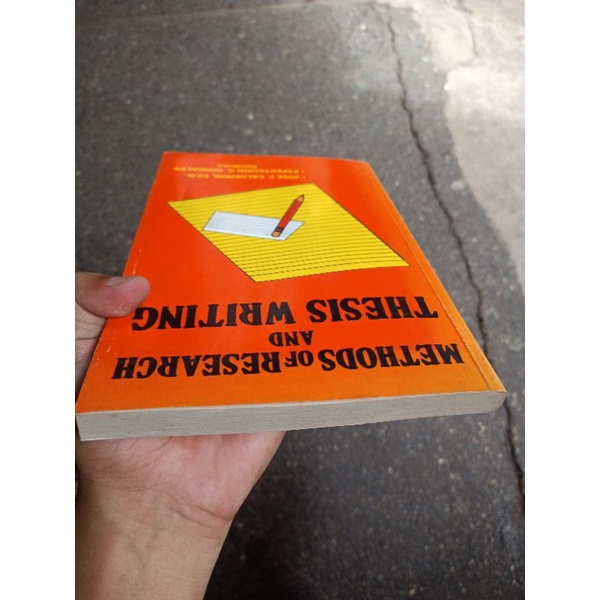 METHODS OF RESEARCH
AND
THESIS WRITING
• JOSE F. CALDERON, Ed.D.
• EXPECTACION C. GONZALES